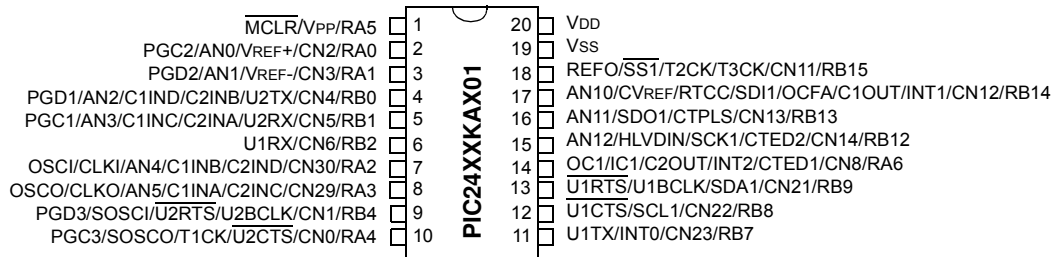 MCLR/VPP/RA5 1 20 VDD
PGC2/AN0/VREF+/CN2/RA0 2 19 VSS
PGD2/AN1/VREF-/CN3/RA1 3 18 REFO/SS1/T2CK/T3CK/CN11/RB15
PGD1/AN2/C1IND/C2INB/U2TX/CN4/RB0 4 17 AN10/CVREF/RTCC/SDI1/OCFA/C1OUT/INT1/CN12/RB14
PGC1/AN3/C1INC/C2INA/U2RX/CN5/RB1 5 16 AN11/SDO1/CTPLS/CN13/RB13
U1RX/CN6/RB2 6 15 AN12/HLVDIN/SCK1/CTED2/CN14/RB12
OSCI/CLKI/AN4/C1INB/C2IND/CN30/RA2 7 14 OC1/IC1/C2OUT/INT2/CTED1/CN8/RA6
OSCO/CLKO/AN5/C1INA/C2INC/CN29/RA3 8 13 U1RTS/U1BCLK/SDA1/CN21/RB9
PGD3/SOSCI/U2RTS/U2BCLK/CN1/RB4 9 12 U1CTS/SCL1/CN22/RB8
PGC3/SOSCO/T1CK/U2CTS/CN0/RA4 10 11 U1TX/INT0/CN23/RB7
PIC24XXKAX01